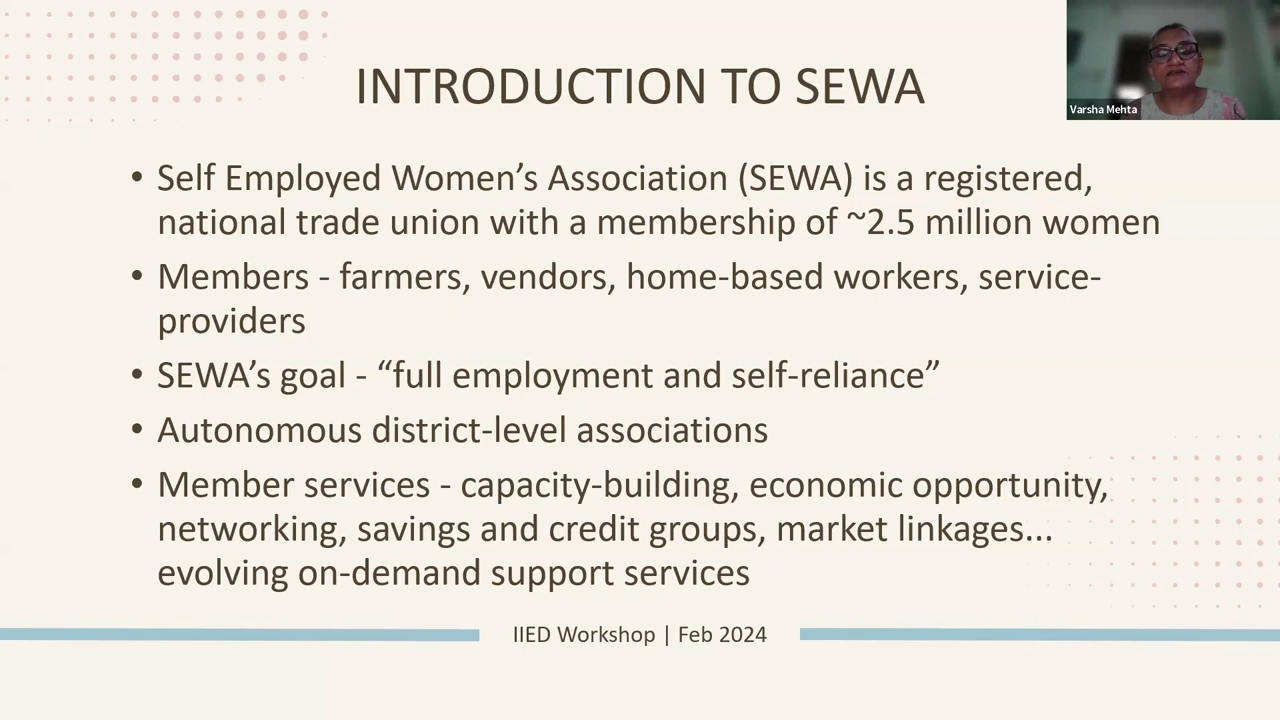 INTRODUCTION TO SEWA
Varsha Mehta
• Self Employed Women’s Association (SEWA) is a registered,
national trade union with a membership of ~2.5 million women
• Members - farmers, vendors, home-based workers, service-
providers
• SEWA’s goal - “full employment and self-reliance”
• Autonomous district-level associations
• Member services - capacity-building, economic opportunity,
networking, savings and credit groups, market linkages...
evolving on-demand support services
IIED Workshop | Feb 2024